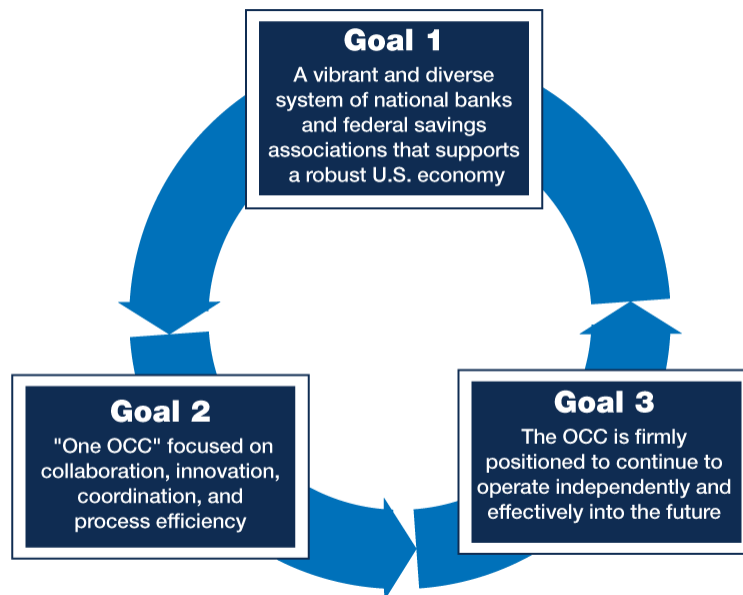 Goal 1
A vibrant and diverse
system of national banks
and federal savings
associations that supports
a robust U.S. economy
Goal 2
"One OCC" focused on
collaboration, innovation,
coordination, and
process efficiency
Goal 3
The OCC is firmly
positioned to continue to
operate independently and
effectively into the future